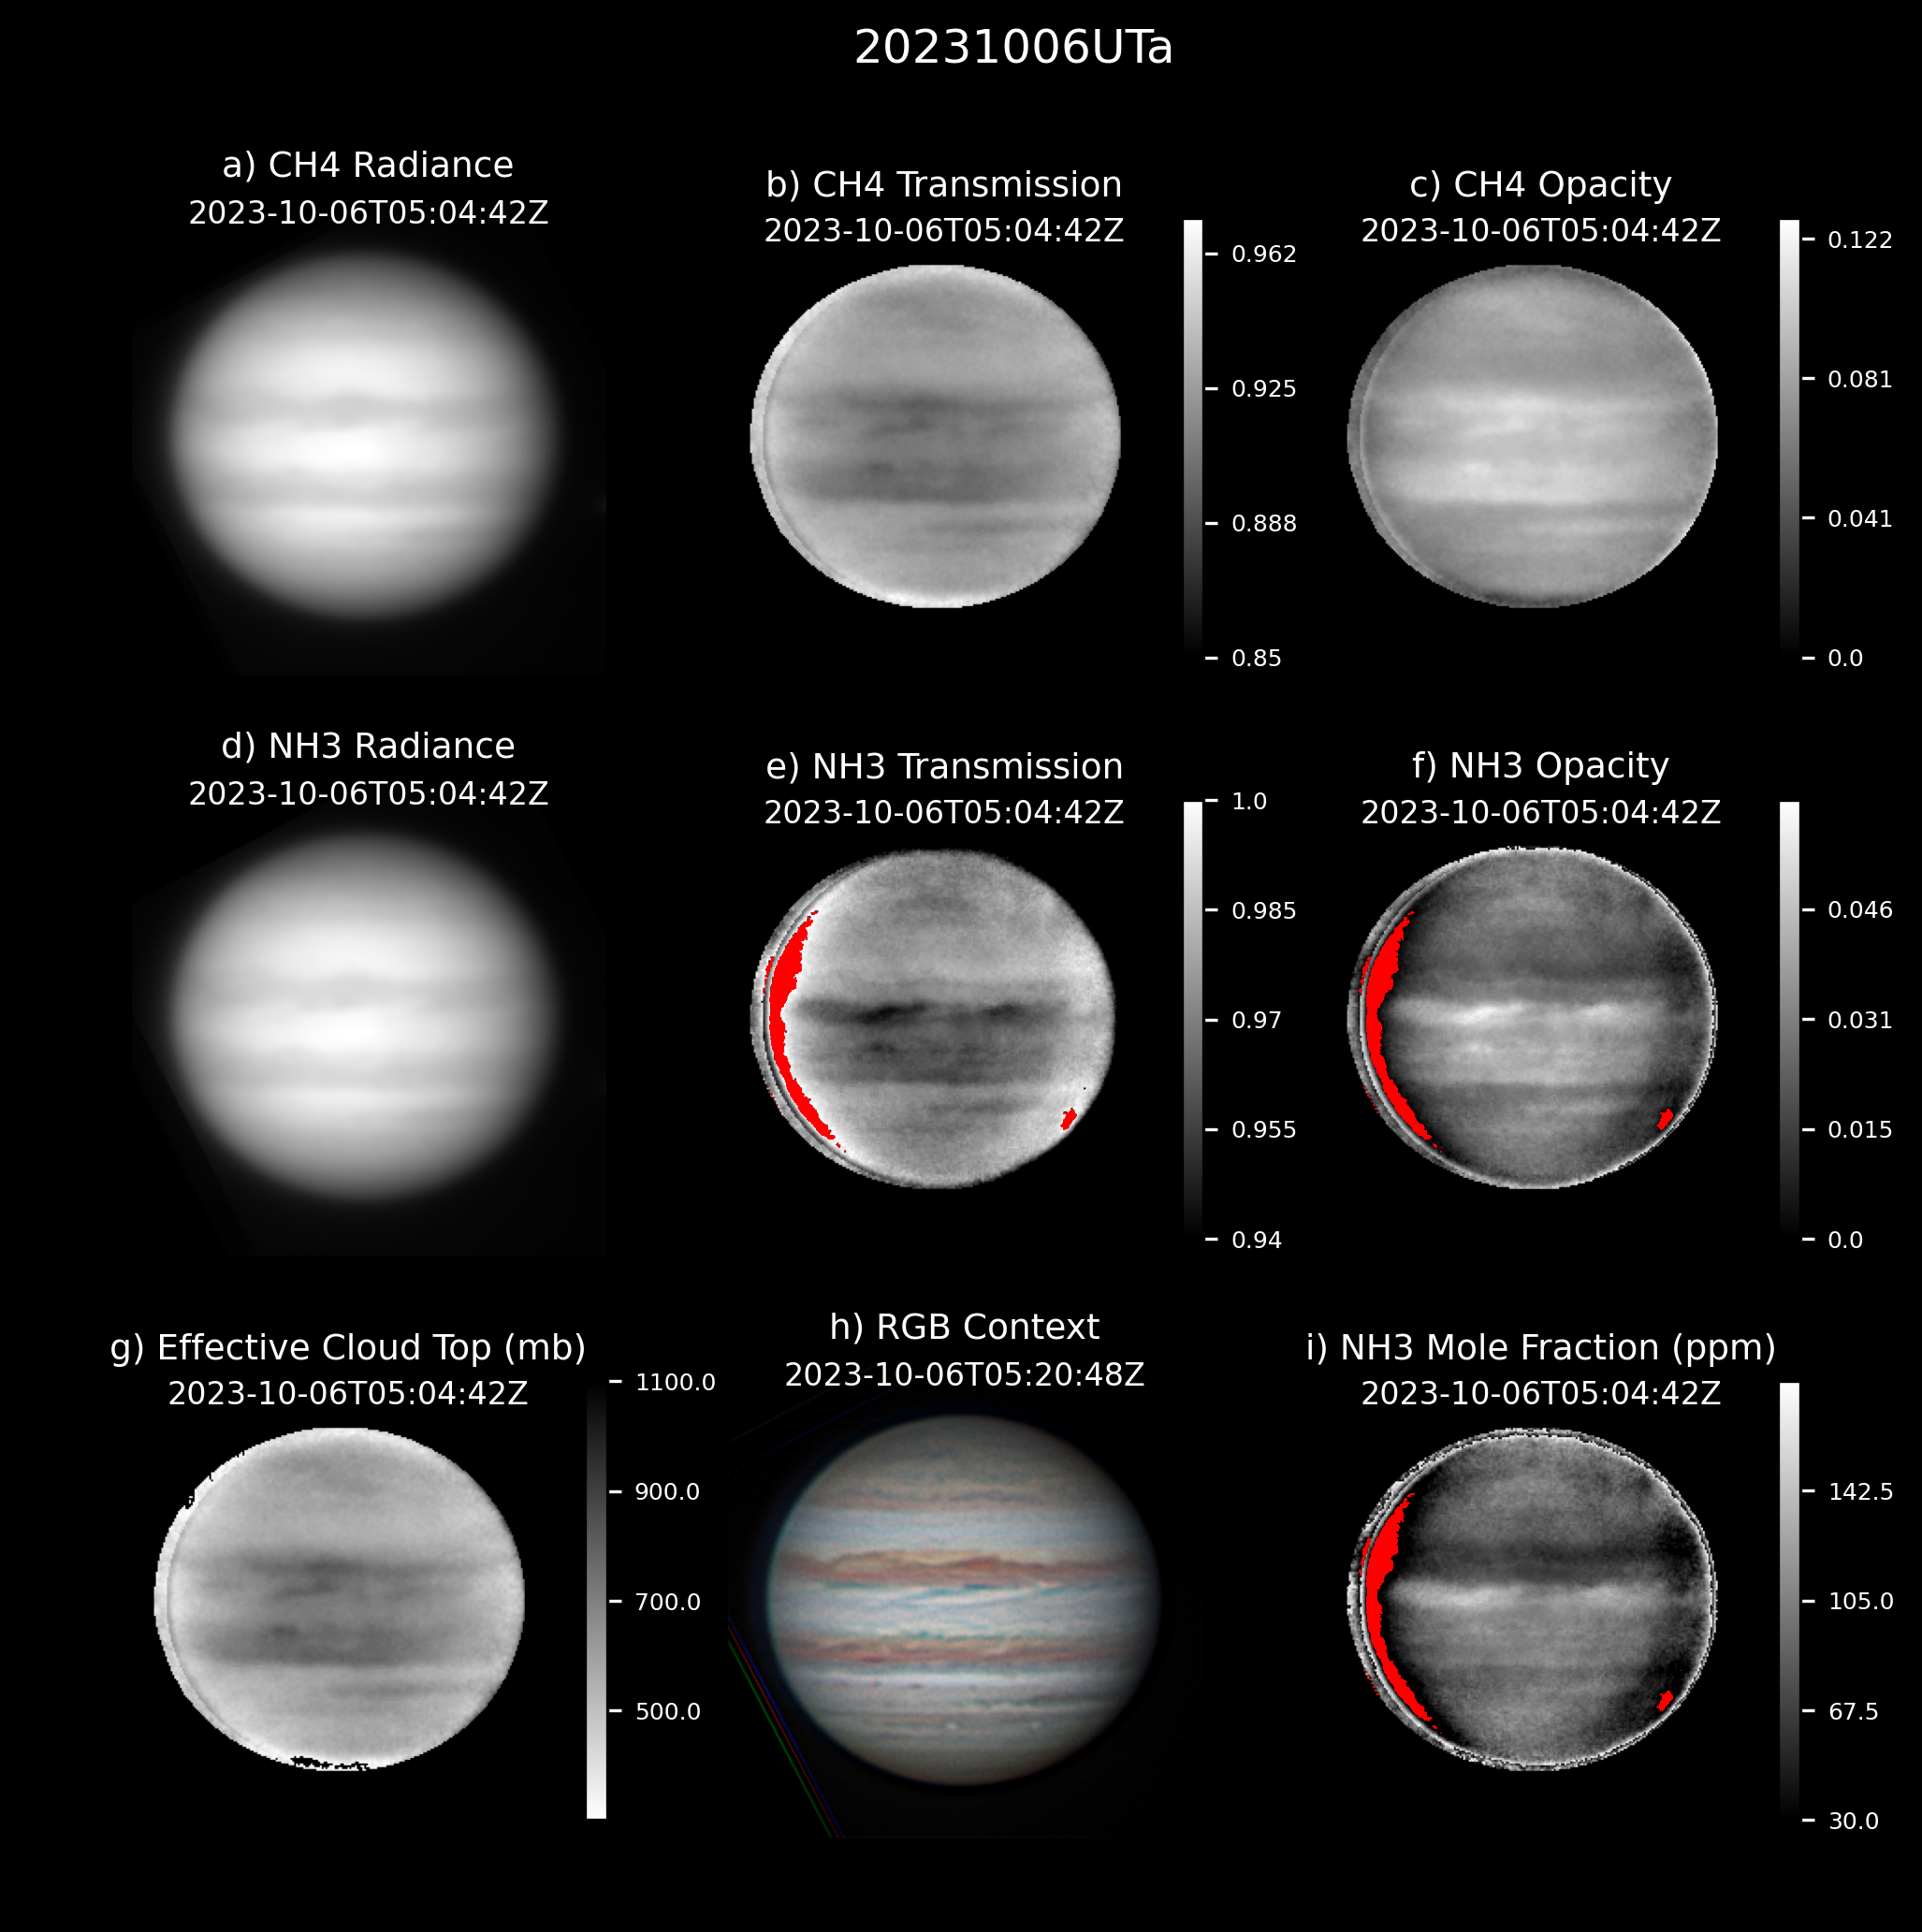 20231006UTa
a) CH4 Radiance
2023-10-06T05:04:42Z
b) CH4 Transmission
2023-10-06T05:04:42Z
0.962
0.925
0.888
0.85
c) CH4 Opacity
2023-10-06T05:04:42Z
0.122
0.081
0.041
0.0
d) NH3 Radiance
2023-10-06T05:04:42Z
e) NH3 Transmission
2023-10-06T05:04:42Z
1.0
0.985
0.97
0.955
0.94
f) NH3 Opacity
2023-10-06T05:04:42Z
0.046
0.031
0.015
0.0
g) Effective Cloud Top (mb)
2023-10-06T05:04:42Z
1100.0
900.0
700.0
500.0
h) RGB Context
2023-10-06T05:20:48Z
i) NH3 Mole Fraction (ppm)
2023-10-06T05:04:42Z
142.5
105.0
67.5
30.0